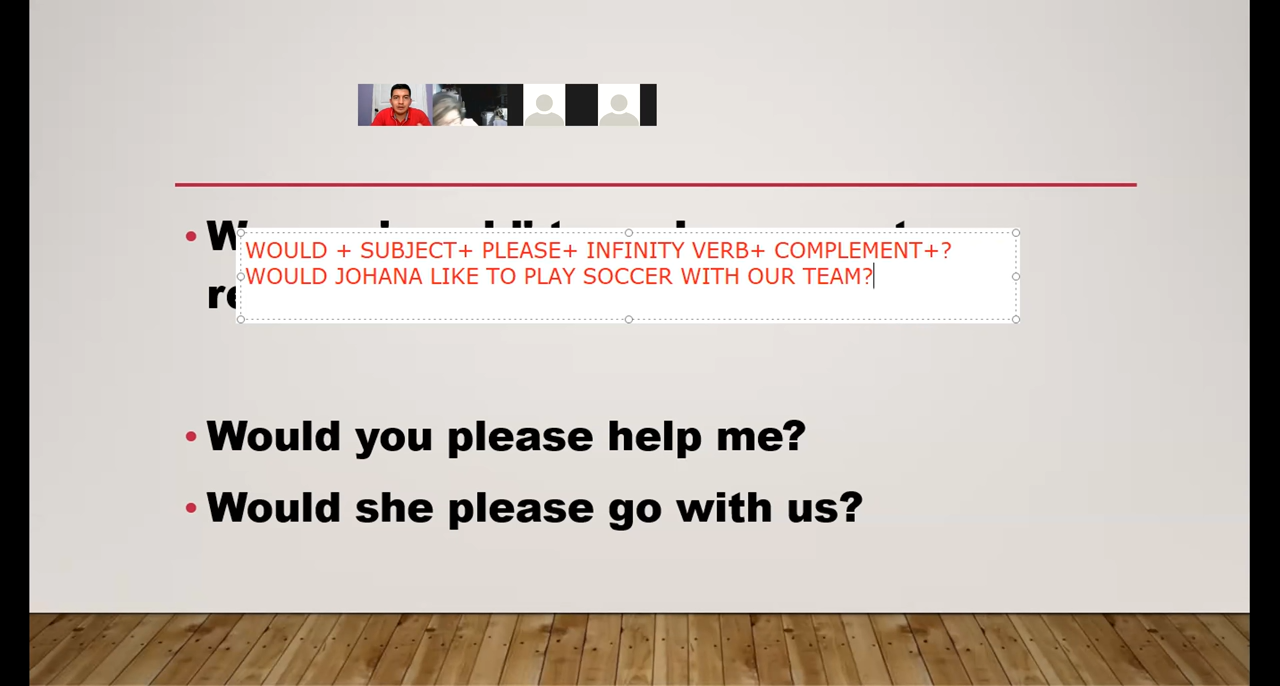 WOULD + SUBJECT+ PLEASE+ INFINITY VERB+ COMPLEMENT+?
WOULD JOHANA LIKE TO PLAY SOCCER WITH OUR TEAM?
• Would you please help me?
• Would she please go with us?